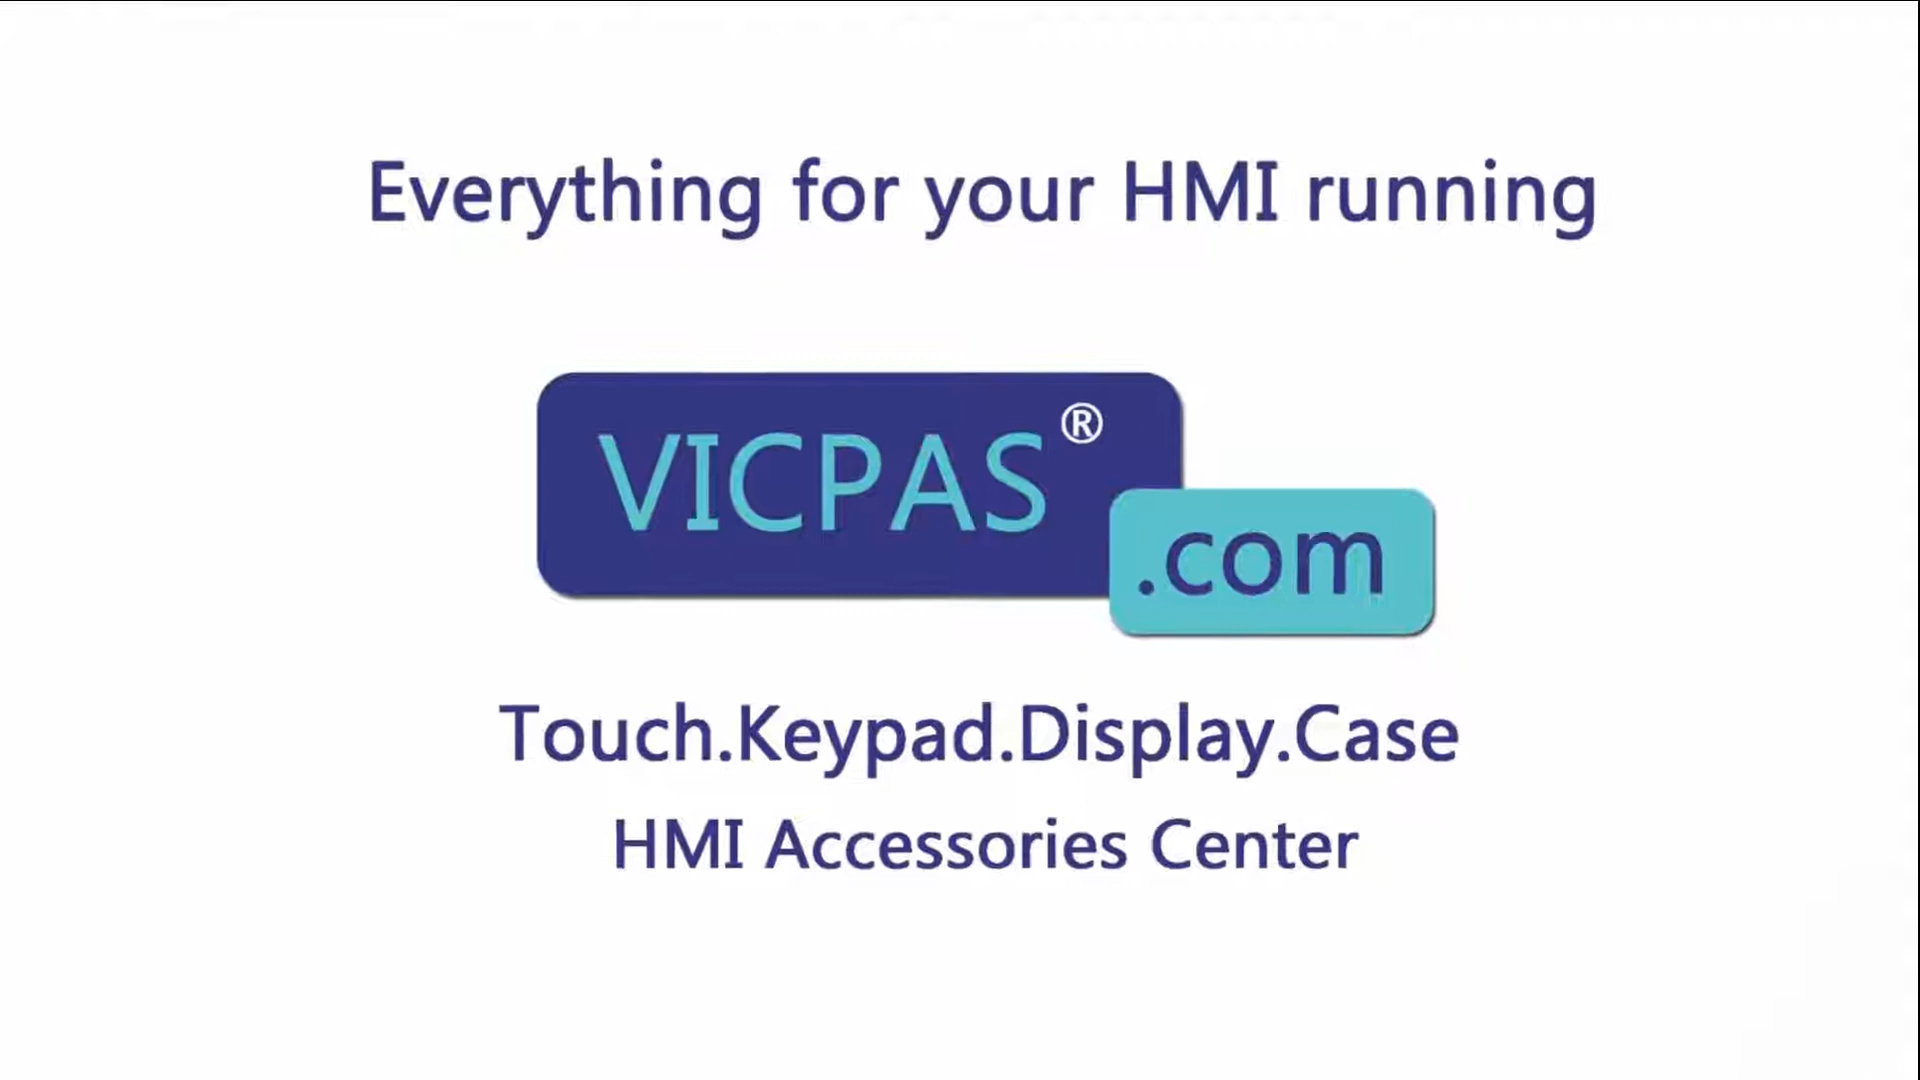 Everything for your HMI running
VICPAS®
.com
Touch.Keypad.Display.Case
HMI Accessories Center